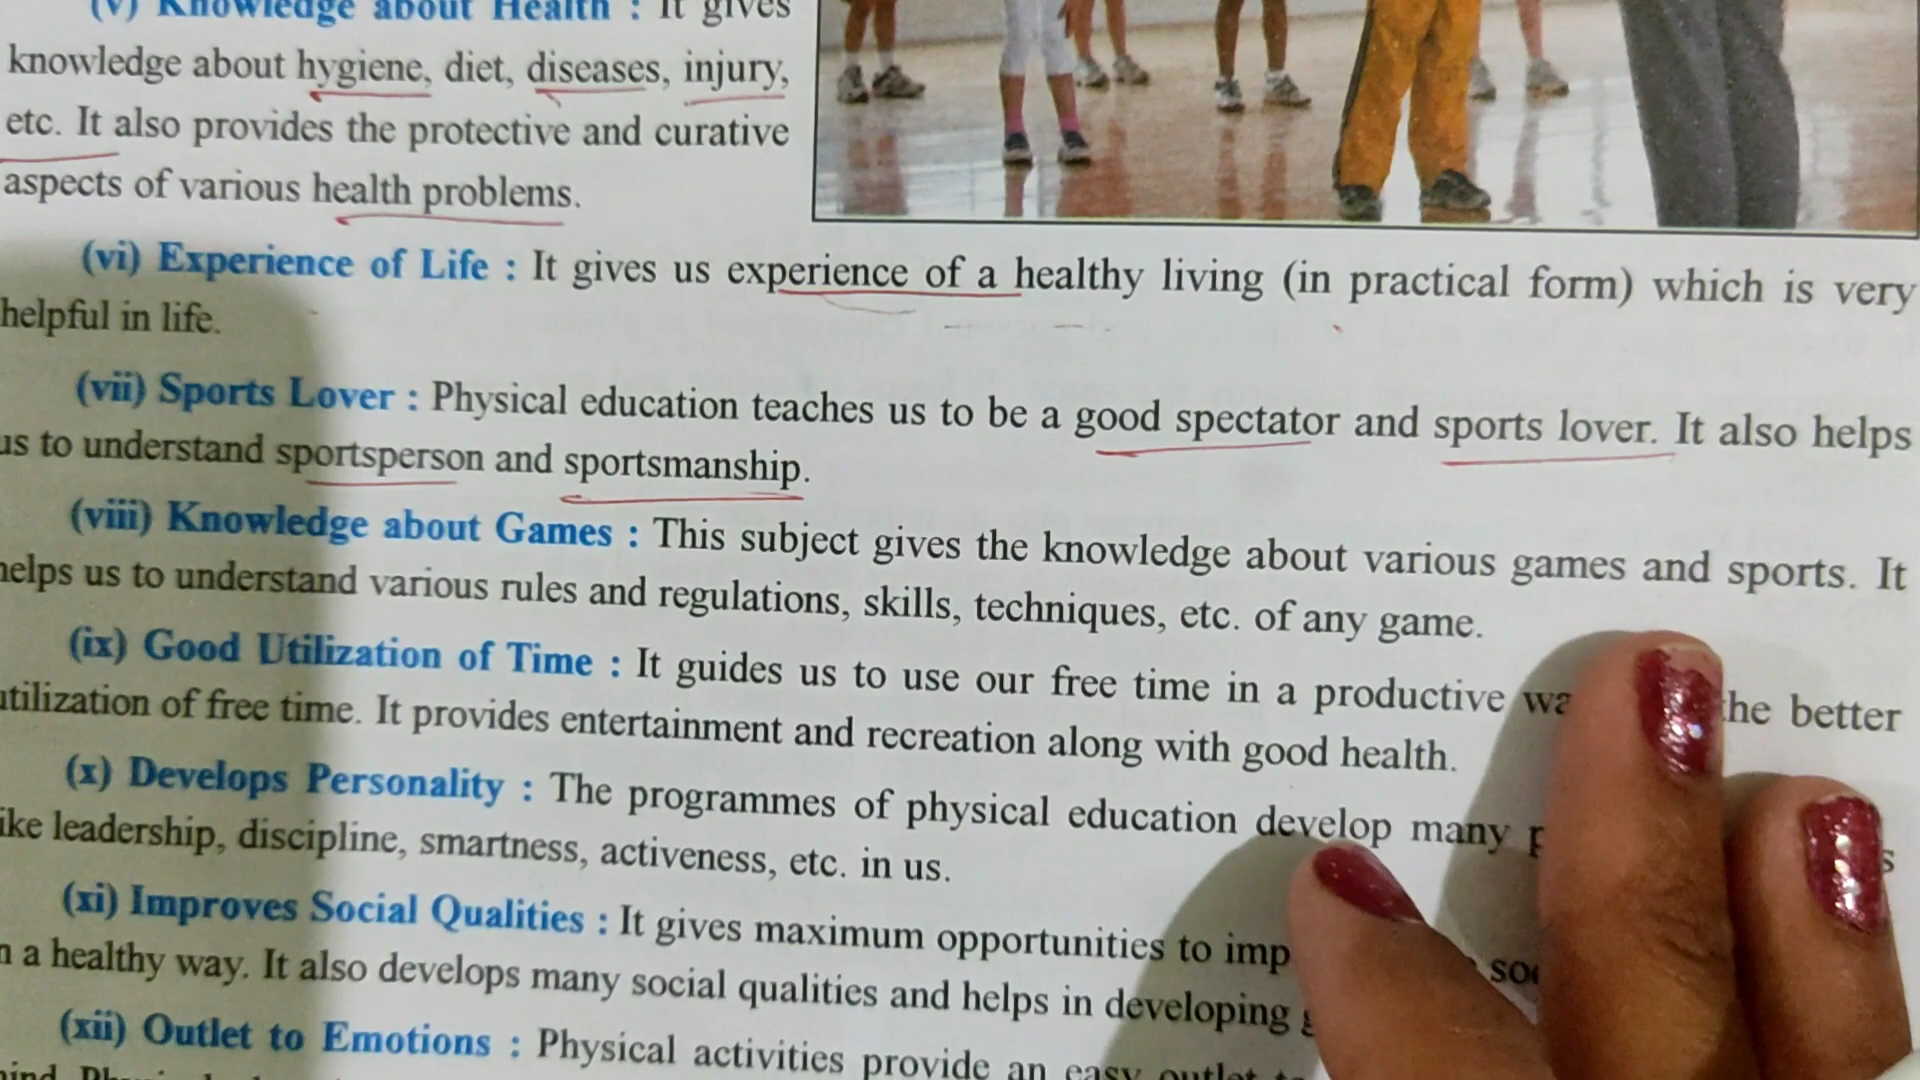 (v) Knowledge about Health : It gives
knowledge about hygiene, diet, diseases, injury,
etc. It also provides the protective and curative
aspects of various health problems.
(vi) Experience of Life : It gives us experience of a healthy living (in practical form) which is very
helpful in life.
(vii) Sports Lover : Physical education teaches us to be a good spectator and sports lover. It also helps
us to understand sportsperson and sportsmanship.
(viii) Knowledge about Games : This subject gives the knowledge about various games and sports. It
helps us to understand various rules and regulations, skills, techniques, etc. of any game.
(ix) Good Utilization of Time : It guides us to use our free time in a productive the better
utilization of free time. It provides entertainment and recreation along with good health.
(x) Develops Personality : The programmes of physical education develop many
like leadership, discipline, smartness, activeness, etc. in us.
(xi) Improves Social Qualities : It gives maximum opportunities to
a healthy way. It also develops many social qualities and helps in developing
(xii) Outlet to Emotions : Physical activities provide an easy outlet